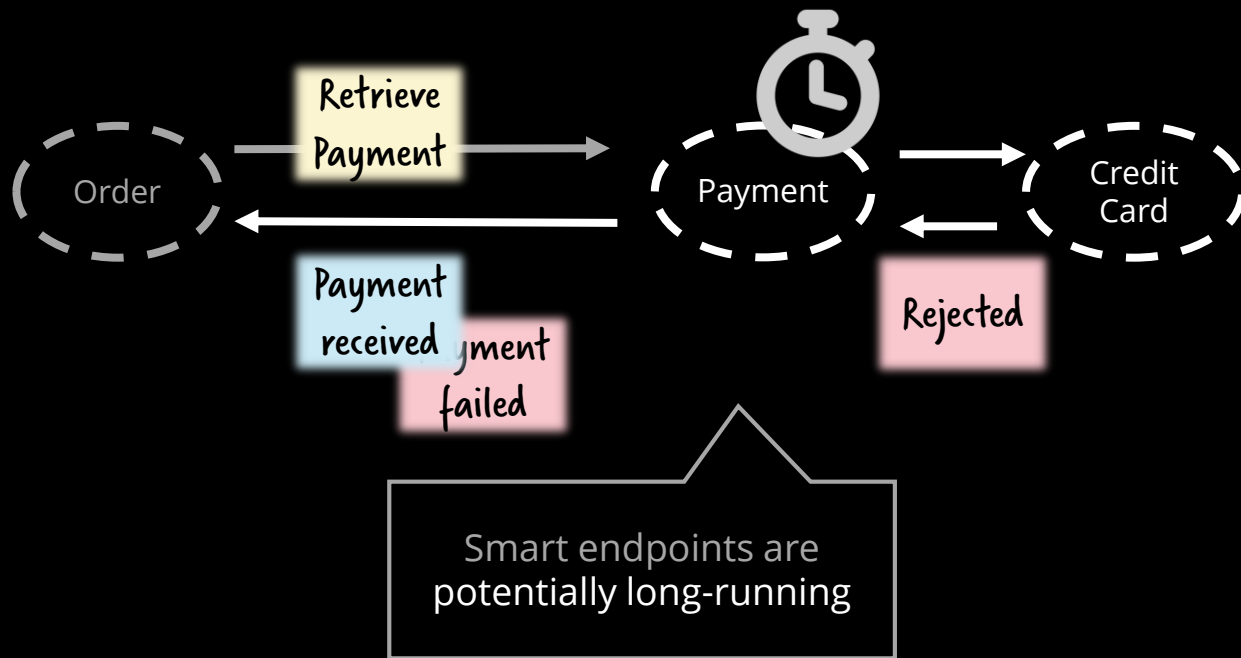 Retrieve
Payment
Order
Payment
Credit
Card
Payment
received
yment
failed
Rejected
Smart endpoints are
potentially long-running